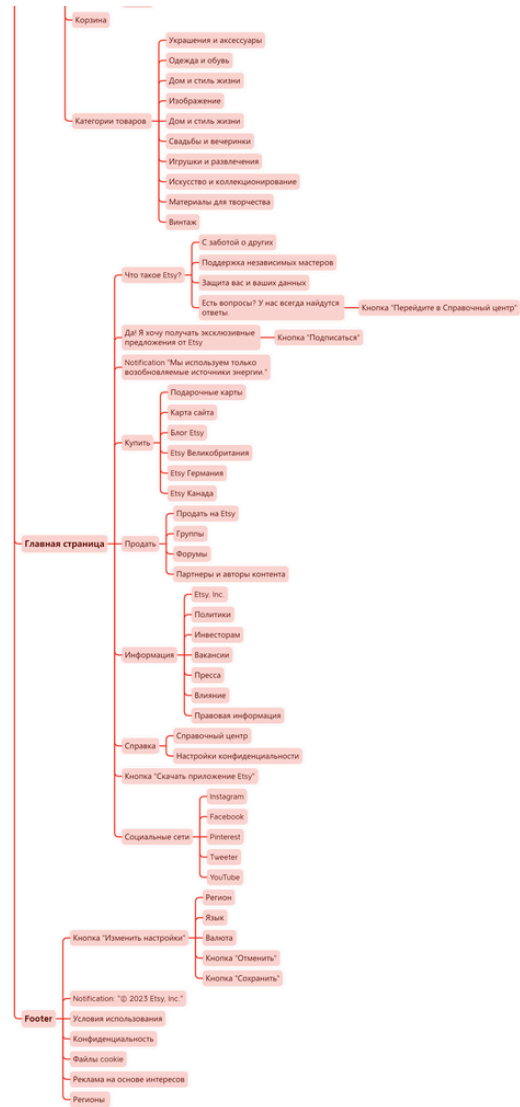 Корзина
Украшения и аксессуары
Одежда и обувь
Дом и стиль жизни
Изображение
Категории товаров
Дом и стиль жизни
Свадьбы и вечеринки
Игрушки и развлечения
Искусство и коллекционирование
Материалы для творчества
Винтаж
С заботой о других
Поддержка независимых мастеров
Что такое Etsy?
Защита вас и ваших данных
Есть вопросы? У нас всегда найдутся
ответы.
Кнопка "Перейдите в Справочный центр"
Да! Я хочу получать эксклюзивные
предложения от Etsy
Кнопка "Подписаться"
Notification "Мы используем только
возобновляемые источники энергии."
Подарочные карты
Карта сайта
Блог Etsy
Купить
Etsy Великобритания
Etsy Германия
Etsy Канада
Главная страница
Продать
Продать на Etsy
Группы
Форумы
Партнеры и авторы контента
Etsy, Inc.
Политики
Инвесторам
Информация
Вакансии
Пресса
Влияние
Правовая информация
Справка
Справочный центр
Настройки конфиденциальности
Кнопка "Скачать приложение Etsy"
Instagram
Facebook
Социальные сети
Pinterest
Tweeter
YouTube
Регион
Язык
Кнопка "Изменить настройки"
Валюта
Кнопка "Отменить"
Кнопка "Сохранить"
Footer
Notification: "© 2023 Etsy, Inc."
Условия использования
Конфиденциальность
Файлы cookie
Реклама на основе интересов
Регионы